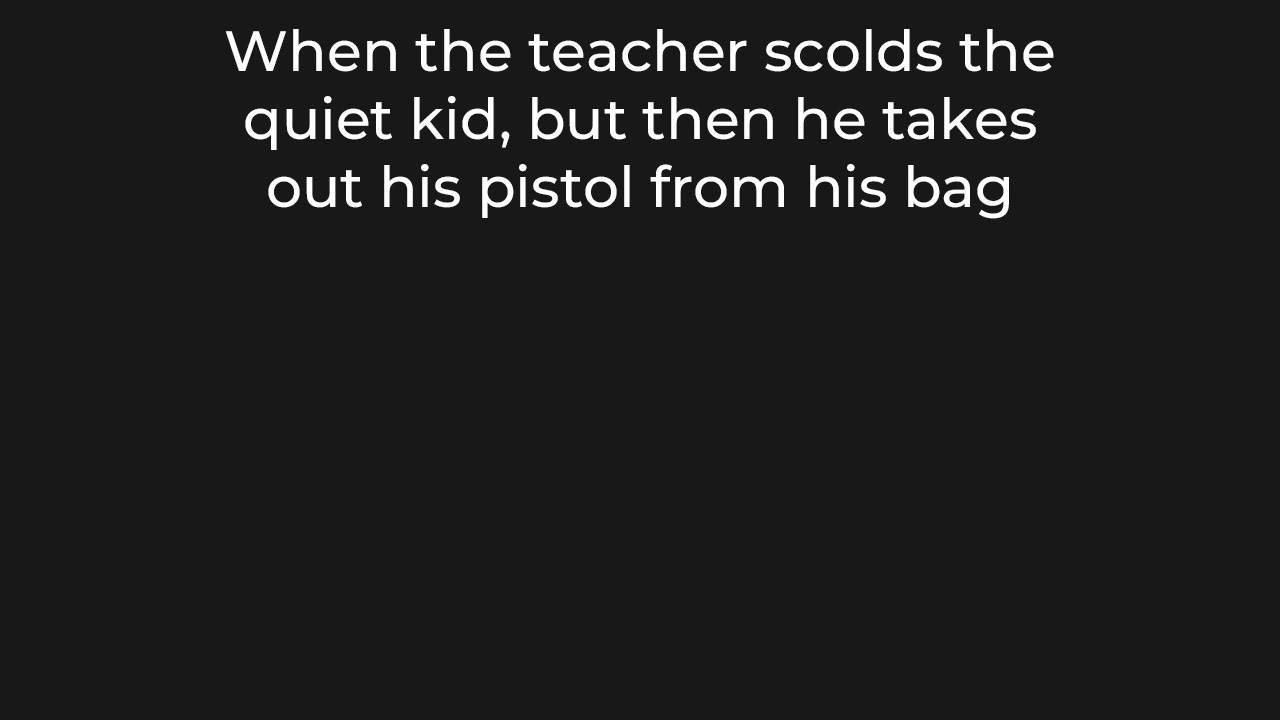 When the teacher scolds the
quiet kid, but then he takes
out his pistol from his bag